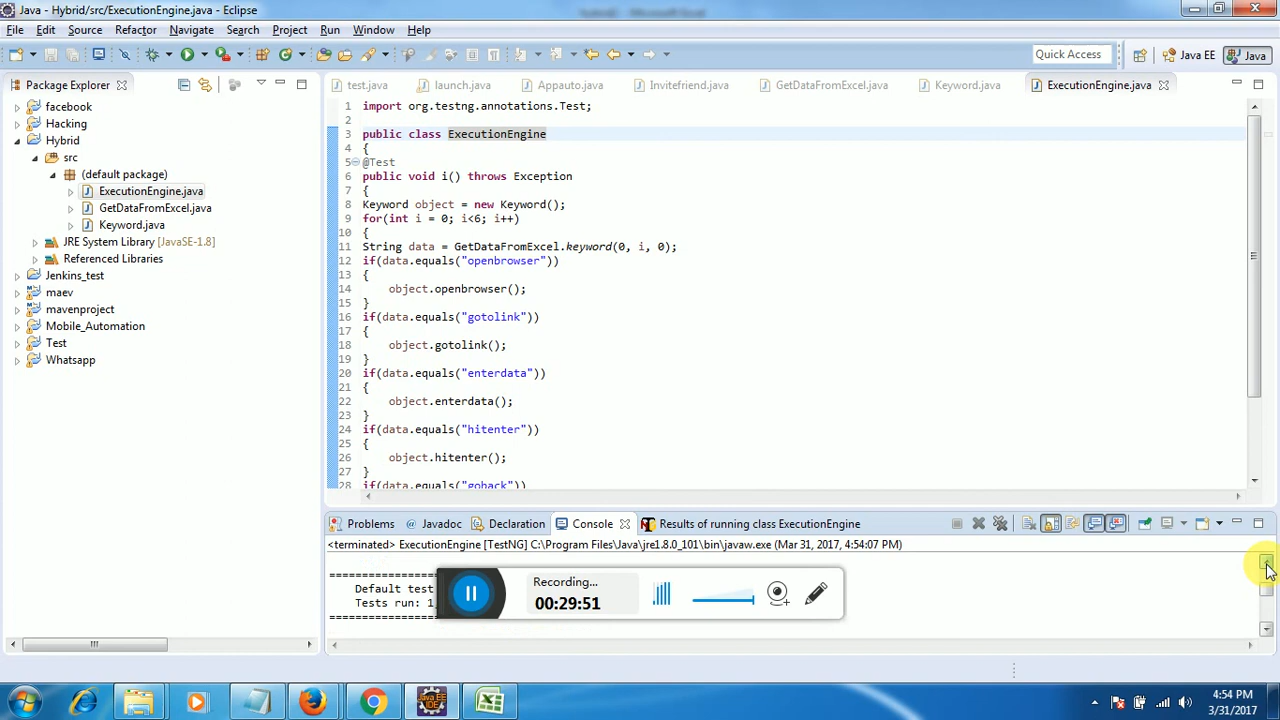 Java - Hybrid/src/ExecutionEngine.java - Eclipse
File Edit Source Refactor Navigate Search Project Run Window Help
Quick Access
Java EE
Java
Package Explorer
facebook
Hacking
Hybrid
src
(default package)
ExecutionEngine.java
GetDataFromExcel.java
Keyword.java
JRE System Library [JavaSE-1.8]
Referenced Libraries
Jenkins_test
maev
mavenproject
Mobile_Automation
Test
Whatsapp
test.java launch.java Appauto.java Invitefriend.java GetDataFromExcel.java Keyword.java ExecutionEngine.java
1 import org.testng.annotations.Test;
2
3 public class ExecutionEngine
4 {
5 @Test
6 public void i() throws Exception
7 {
8 Keyword object = new Keyword();
9 for(int i = 0; i<6; i++)
10 {
11 String data = GetDataFromExcel.keyword(0, i, 0);
12 if(data.equals("openbrowser"))
13 {
14 object.openbrowser();
15 }
16 if(data.equals("gotolink"))
17 {
18 object.gotolink();
19 }
20 if(data.equals("enterdata"))
21 {
22 object.enterdata();
23 }
24 if(data.equals("hitenter"))
25 {
26 object.hitenter();
27 }
28 if(data.equals("goback"))
Problems Javadoc Declaration Console Results of running class ExecutionEngine
<terminated> ExecutionEngine [TestNG] C:\Program Files\Java\jre1.8.0_101\bin\javaw.exe (Mar 31, 2017, 4:54:07 PM)
Default test
Tests run: 1
Recording...
00:29:51
4:54 PM
3/31/2017